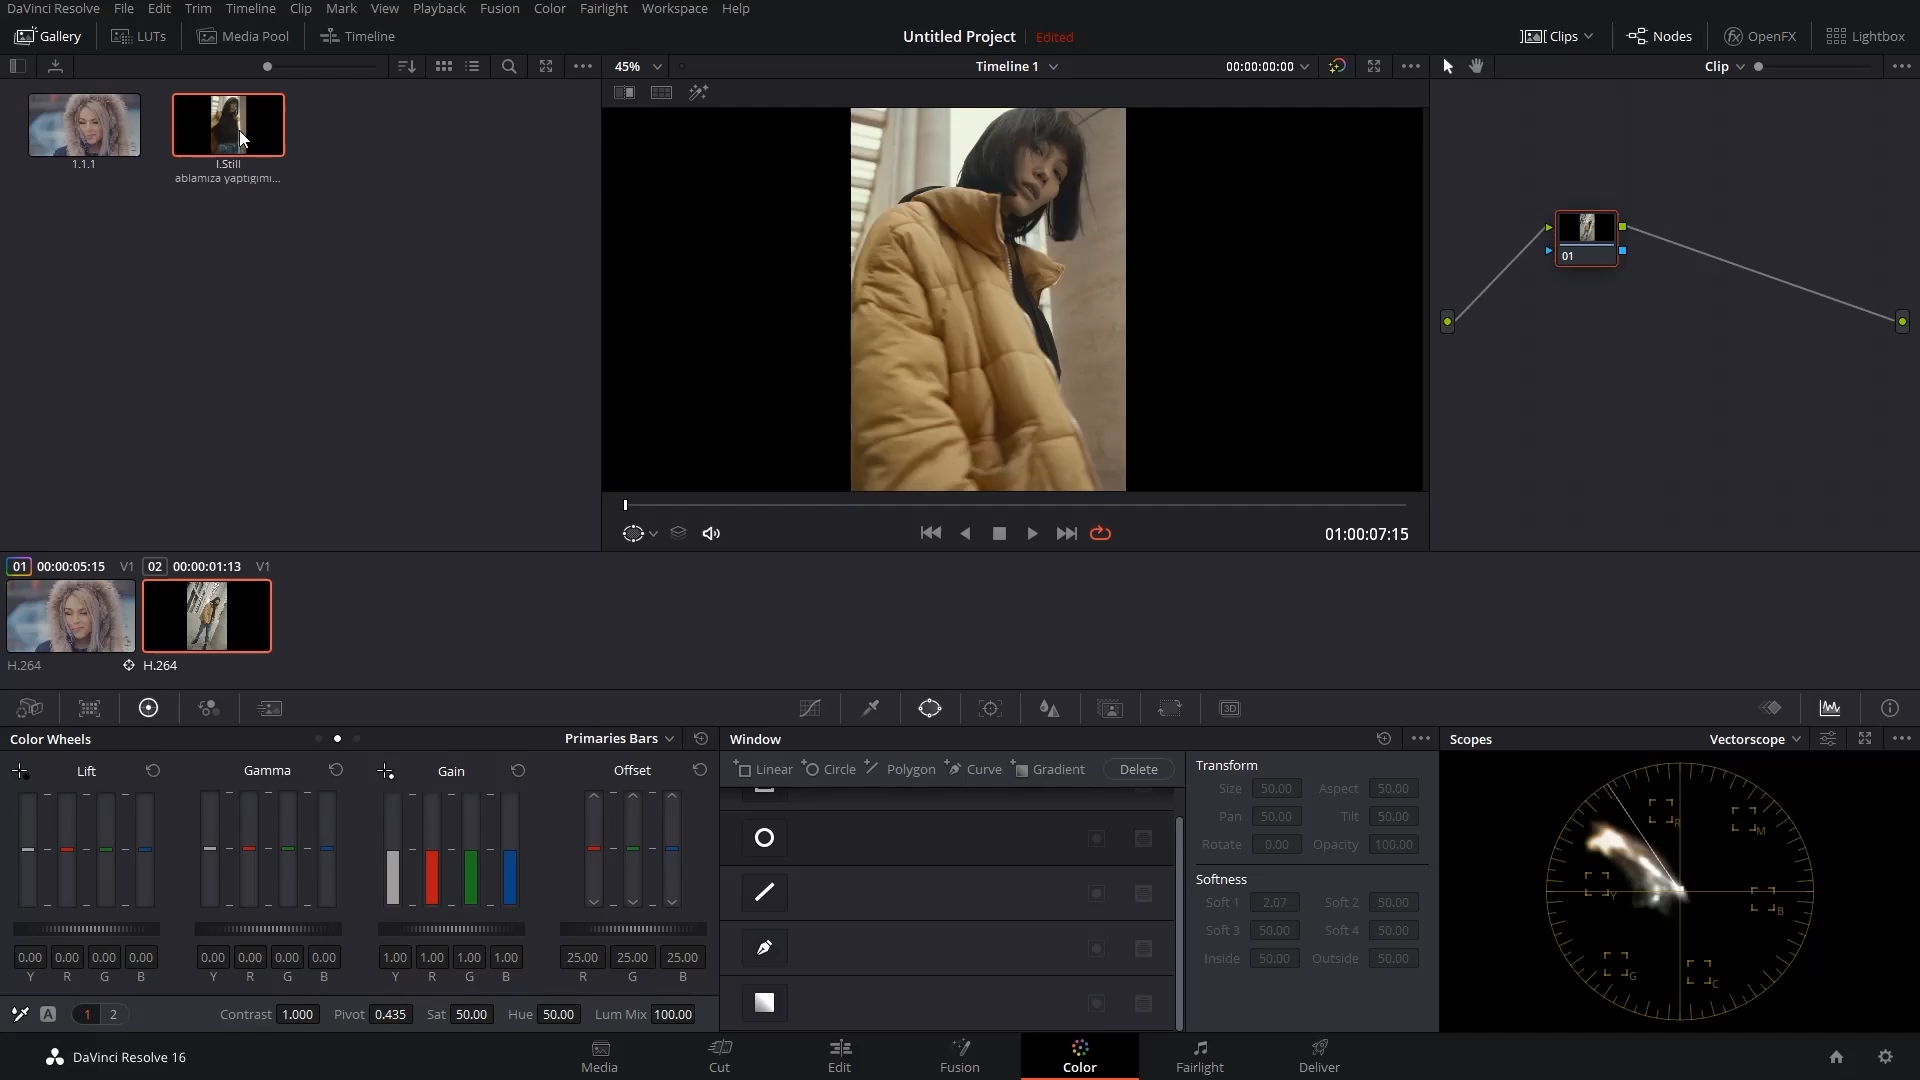 DaVinci Resolve File Edit Trim Timeline Clip Mark View Playback Fusion Color Fairlight Workspace Help
Gallery LUTs Media Pool Timeline Untitled Project Edited Clips Nodes fx OpenFX Lightbox
45% Timeline 1 00:00:00:00 Clip
1.1.1
I.Still
ablamıza yaptığımı...
01
01:00:07:15
01 00:00:05:15 V1 02 00:00:01:13 V1
H.264 H.264
3D
Color Wheels Primaries Bars Window Scopes Vectorscope
Lift Gamma Gain Offset
Linear Circle Polygon Curve Gradient Delete
Transform
Size 50.00 Aspect 50.00
Pan 50.00 Tilt 50.00
Rotate 0.00 Opacity 100.00
Softness
Soft 1 2.07 Soft 2 50.00
Soft 3 50.00 Soft 4 50.00
Inside 50.00 Outside 50.00
R M
Y B
G C
0.00 0.00 0.00 0.00 0.00 0.00 0.00 0.00 1.00 1.00 1.00 1.00 25.00 25.00 25.00
Y R G B Y R G B Y R G B R G B
A 1 2 Contrast 1.000 Pivot 0.435 Sat 50.00 Hue 50.00 Lum Mix 100.00
DaVinci Resolve 16 Media Cut Edit Fusion Color Fairlight Deliver